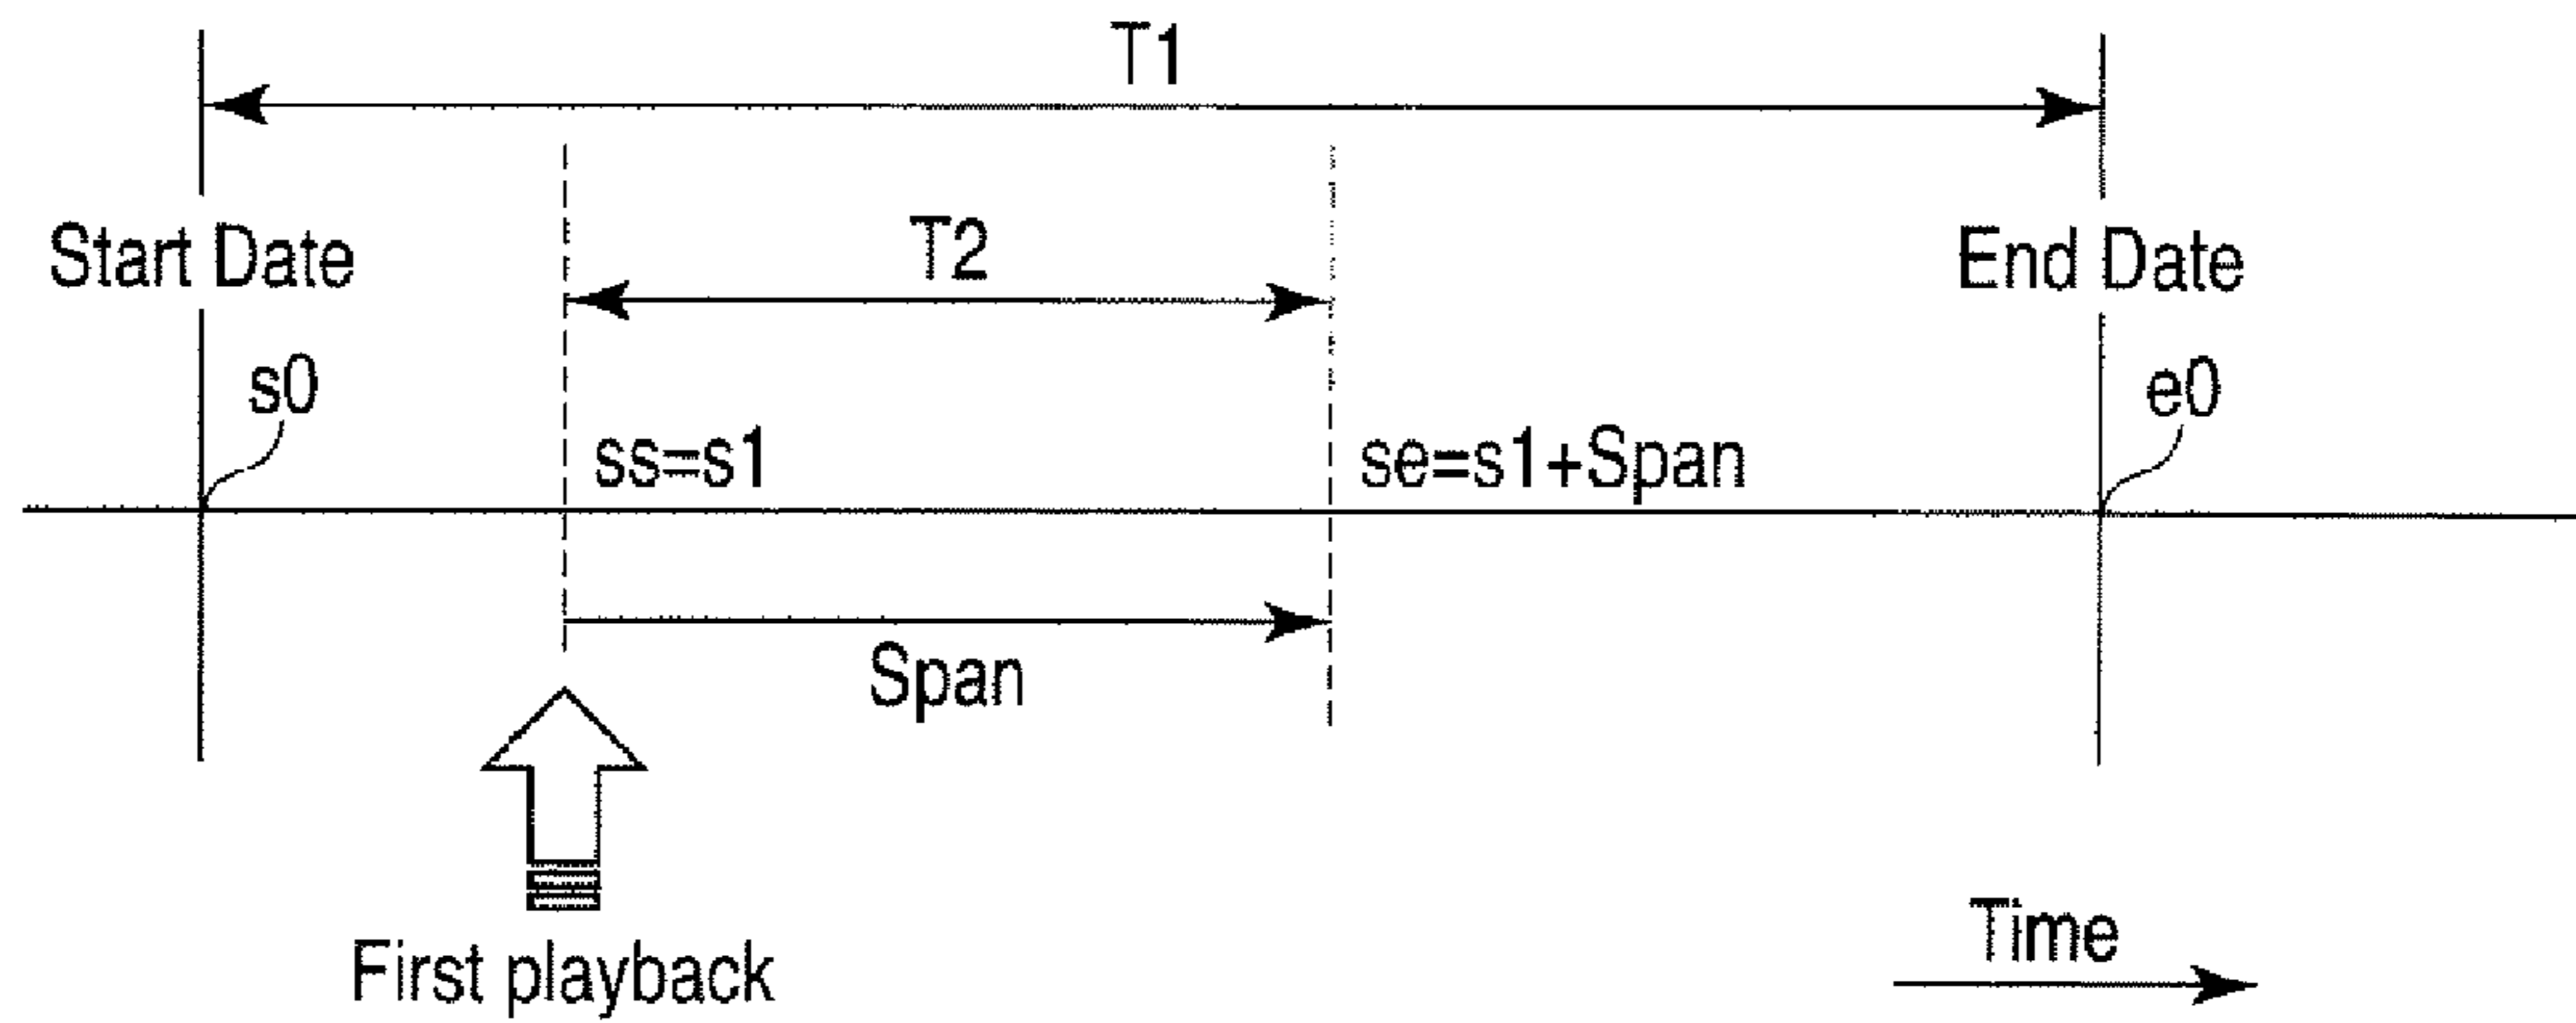 T1
T2
Start Date
End Date
s0
e0
ss=s1
se=s1+Span
Span
First playback
Time